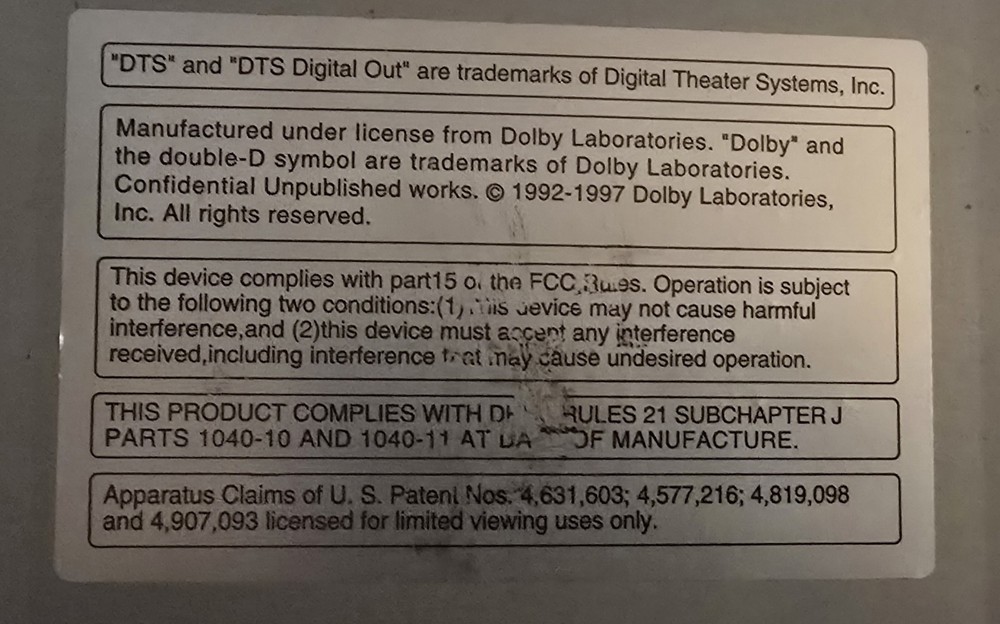 "DTS" and "DTS Digital Out" are trademarks of Digital Theater Systems, Inc.
Manufactured under license from Dolby Laboratories. "Dolby" and
the double-D symbol are trademarks of Dolby Laboratories.
Confidential Unpublished works. © 1992-1997 Dolby Laboratories,
Inc. All rights reserved.
This device complies with part15 of the FCC Rules. Operation is subject
to the following two conditions:(1) This device may not cause harmful
interference,and (2)this device must accept any interference
received,including interference that may cause undesired operation.
THIS PRODUCT COMPLIES WITH RULES 21 SUBCHAPTER J
PARTS 1040-10 AND 1040-11 AT OF MANUFACTURE.
Apparatus Claims of U. S. Patent Nos. 4,631,603; 4,577,216; 4,819,098
and 4,907,093 licensed for limited viewing uses only.